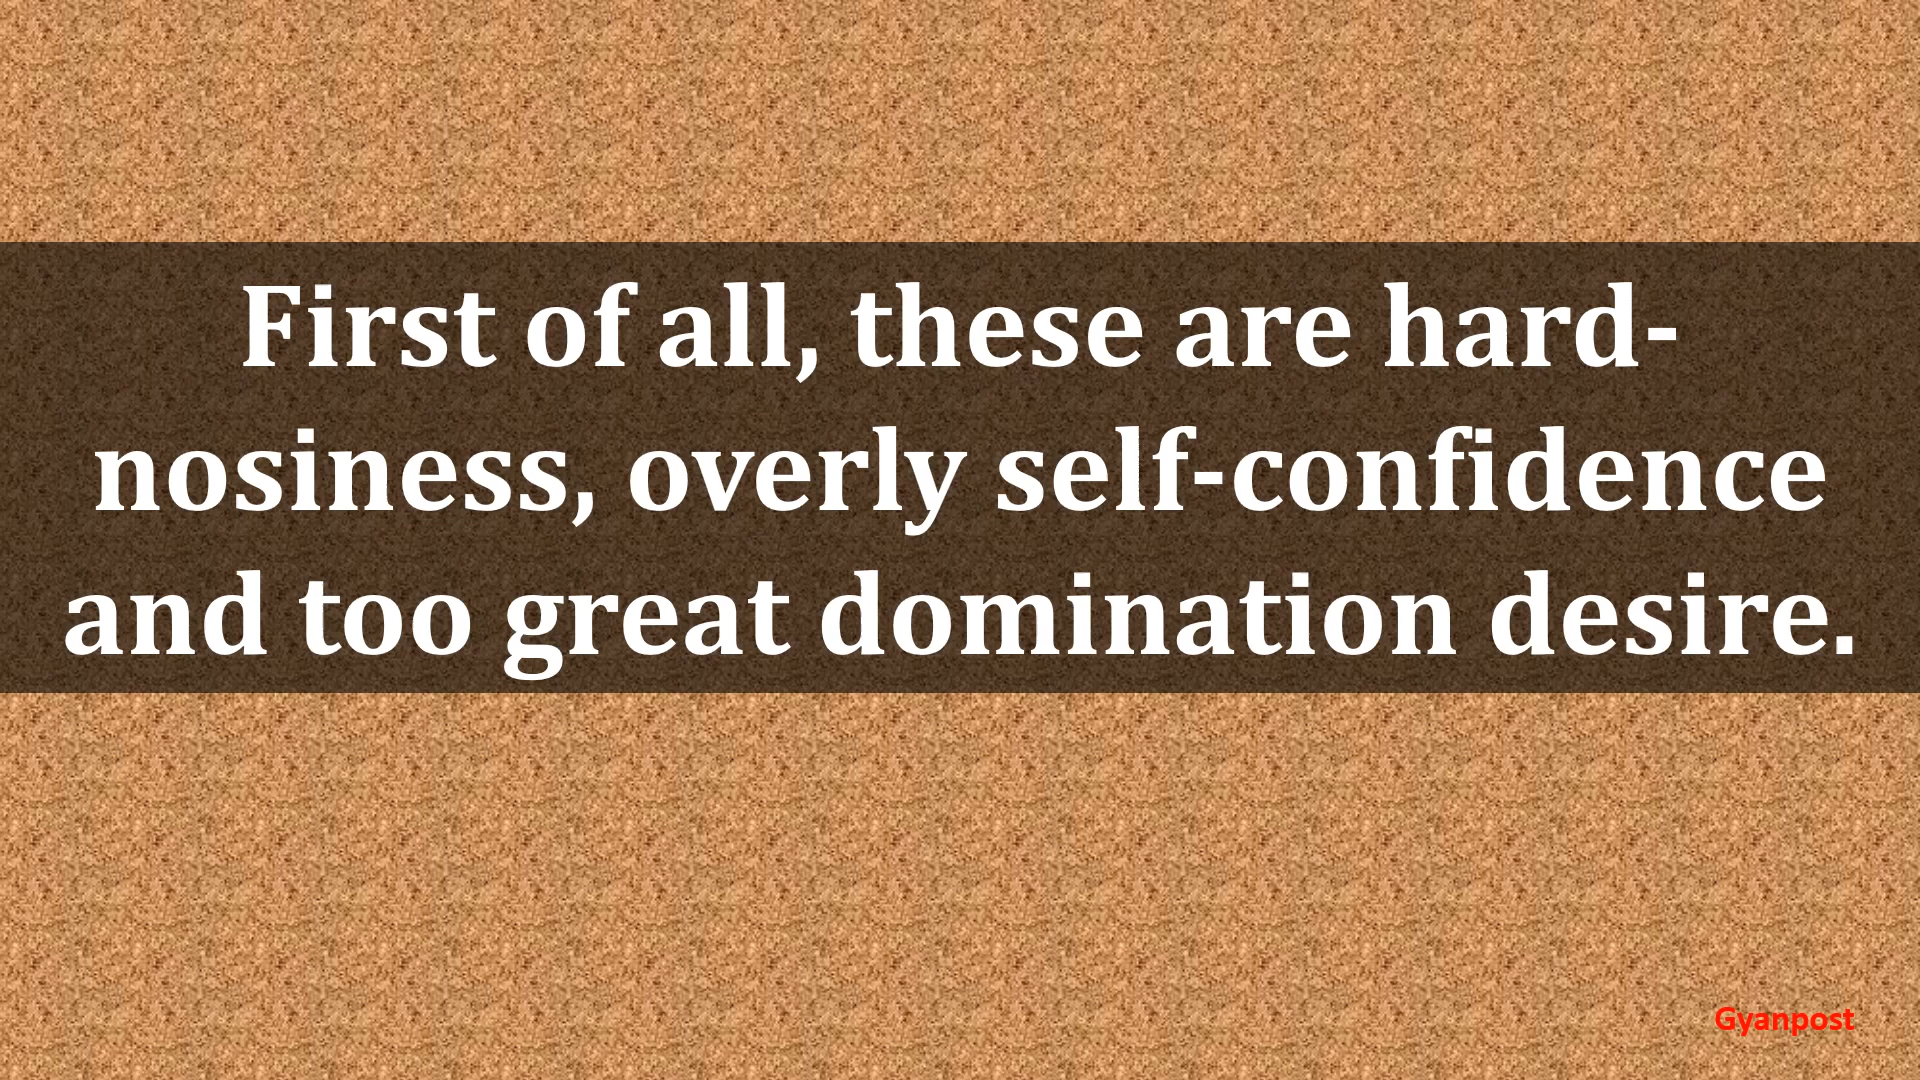 First of all, these are hard-
nosiness, overly self-confidence
and too great domination desire.
Gyanpost